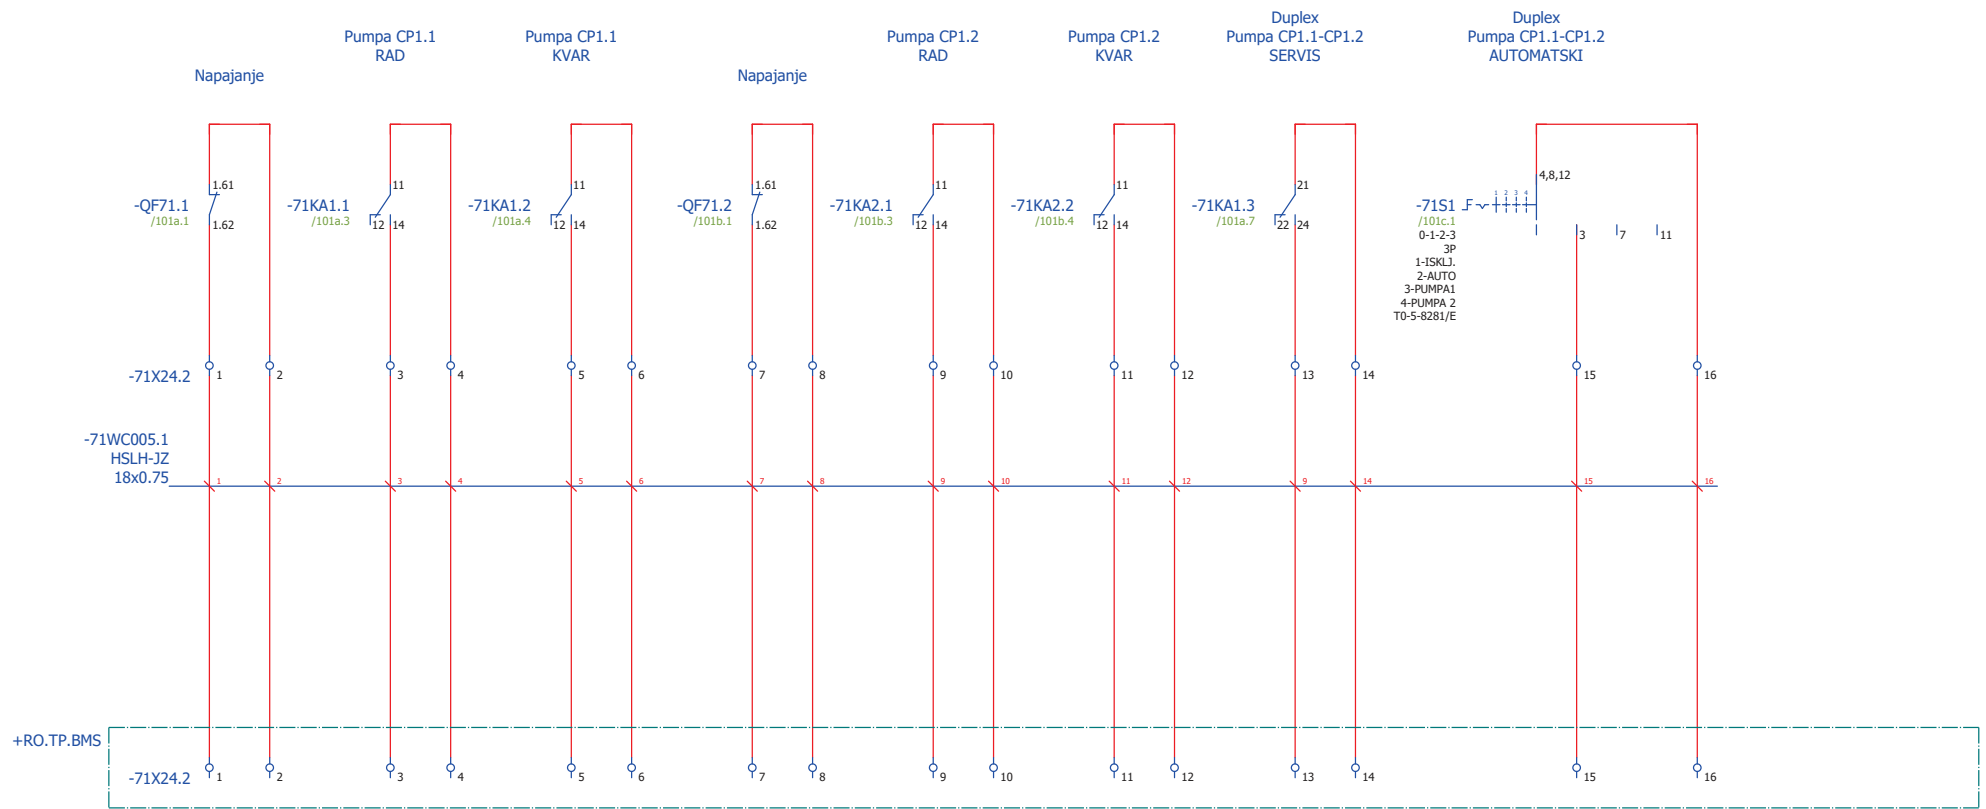 Duplex
Duplex
Pumpa CP1.1
Pumpa CP1.1
Pumpa CP1.2
Pumpa CP1.2
Pumpa CP1.1-CP1.2
Pumpa CP1.1-CP1.2
RAD
KVAR
RAD
KVAR
SERVIS
AUTOMATSKI
Napajanje
Napajanje
-QF71.1
/101a.1
1.61
1.62
-71KA1.1
/101a.3
11
12
14
-71KA1.2
/101a.4
11
12
14
-QF71.2
/101b.1
1.61
1.62
-71KA2.1
/101b.3
11
12
14
-71KA2.2
/101b.4
11
12
14
-71KA1.3
/101a.7
21
22
24
-71S1
/101c.1
0-1-2-3
3P
1-ISKLJ.
2-AUTO
3-PUMPA1
4-PUMPA 2
T0-5-8281/E
1 2 3 4
4,8,12
3
7
11
-71X24.2
1 2 3 4 5 6 7 8 9 10 11 12 13 14 15 16
-71WC005.1
HSLH-JZ
18x0.75
1 2 3 4 5 6 7 8 9 10 11 12 9 14 15 16
+RO.TP.BMS
-71X24.2
1 2 3 4 5 6 7 8 9 10 11 12 13 14 15 16